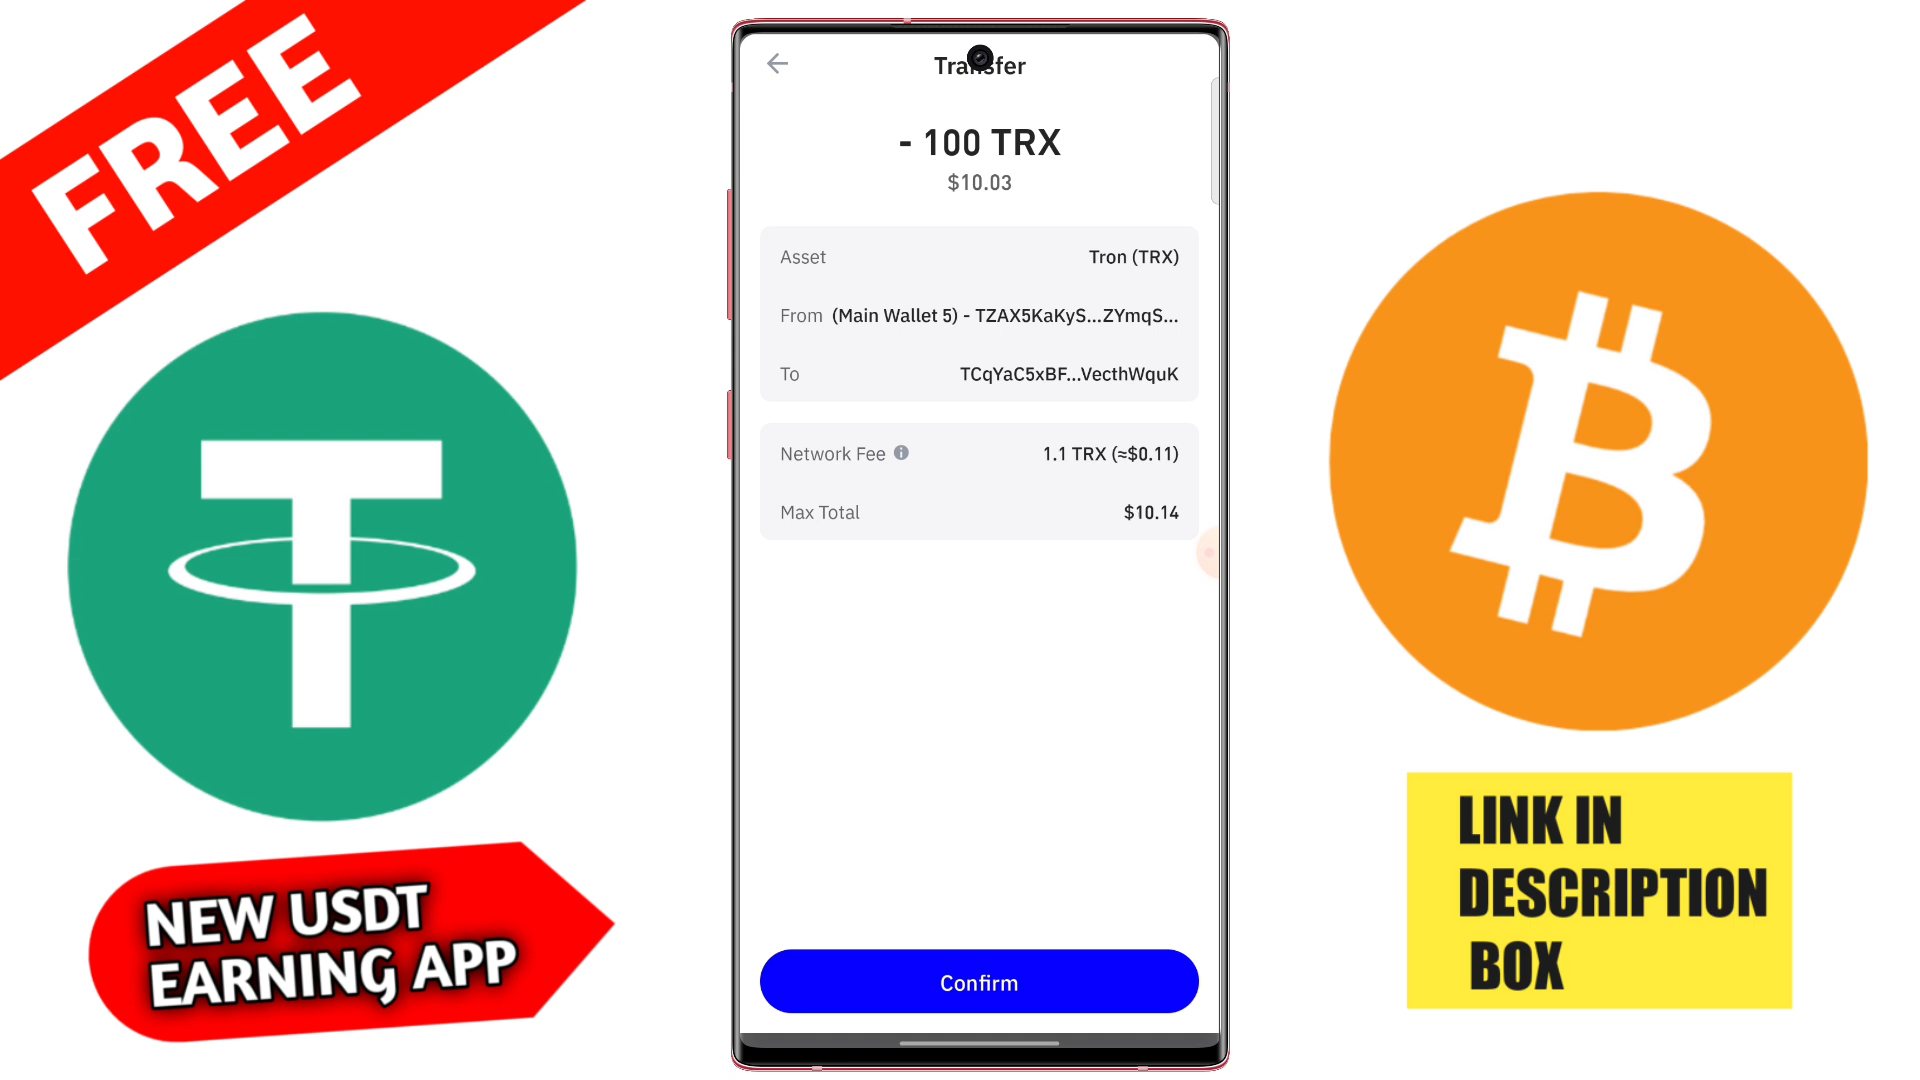 FREE
Transfer
- 100 TRX
$10.03
Asset Tron (TRX)
From (Main Wallet 5) - TZAX5KaKyS...ZYmqS...
To TCqYaC5xBF...VecthWquK
Network Fee 1.1 TRX (≈$0.11)
Max Total $10.14
Confirm
NEW USDT
EARNING APP
LINK IN
DESCRIPTION
BOX